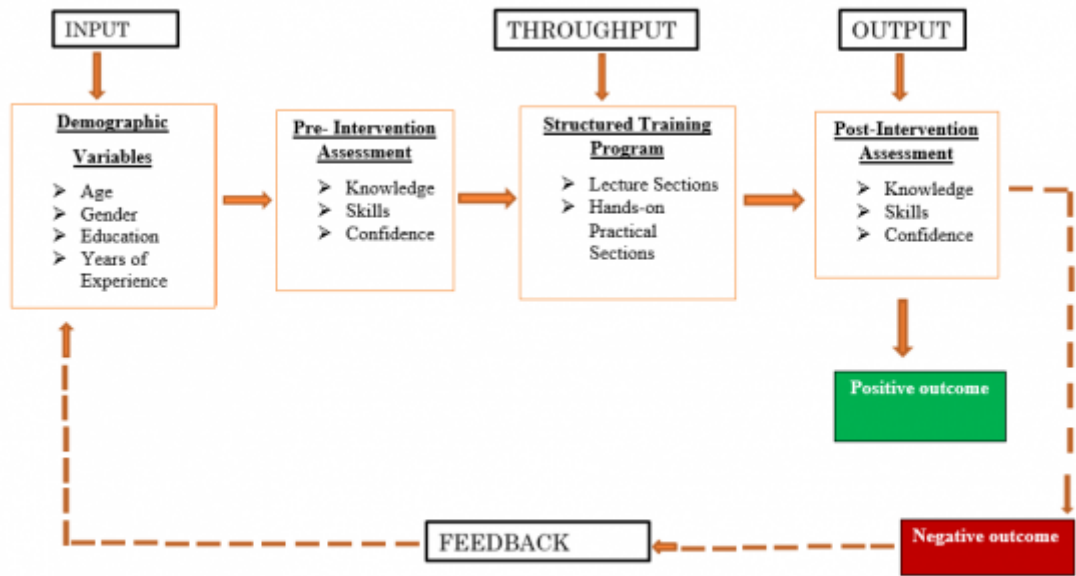 INPUT
THROUGHPUT
OUTPUT
Demographic
Variables
➢ Age
➢ Gender
➢ Education
➢ Years of
Experience
Pre- Intervention
Assessment
➢ Knowledge
➢ Skills
➢ Confidence
Structured Training
Program
➢ Lecture Sections
➢ Hands-on
Practical
Sections
Post-Intervention
Assessment
➢ Knowledge
➢ Skills
➢ Confidence
Positive outcome
Negative outcome
FEEDBACK